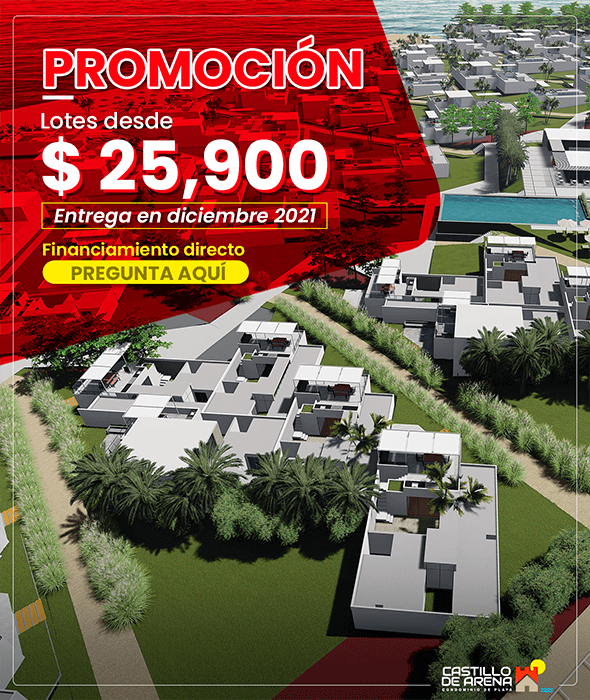 PROMOCIÓN
Lotes desde
$ 25,900
Entrega en diciembre 2021
Financiamiento directo
PREGUNTA AQUÍ
CASTILLO
DE ARENA
CONDOMINIO DE PLAYA